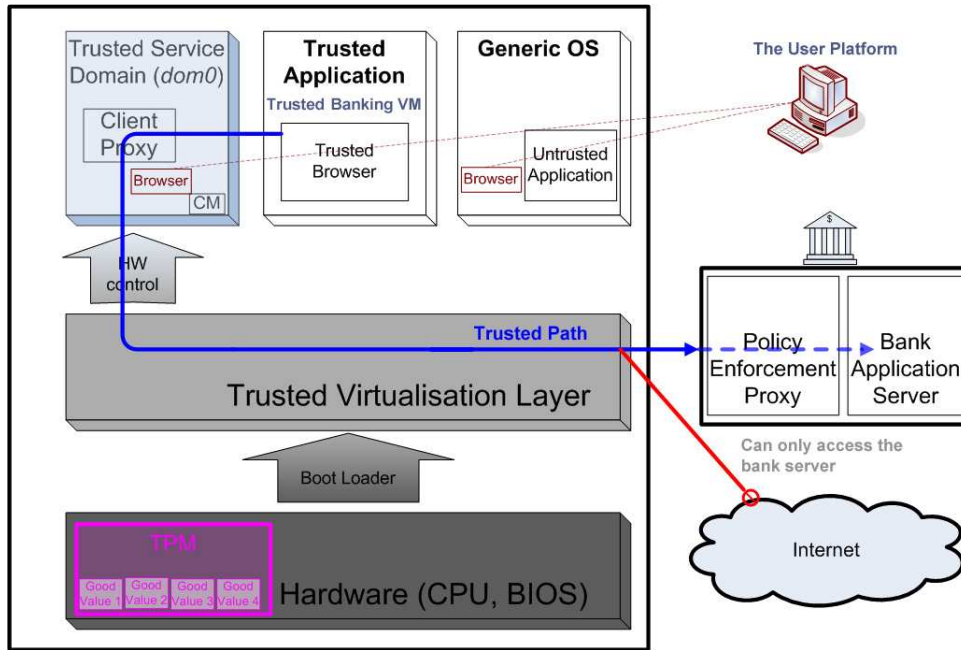 Trusted Service
Domain (dom0)
Client
Proxy
Browser
CM
Trusted
Application
Trusted Banking VM
Trusted
Browser
Generic OS
Browser
Untrusted
Application
The User Platform
HW
control
$
Trusted Path
Policy
Enforcement
Proxy
Bank
Application
Server
Trusted Virtualisation Layer
Can only access the
bank server
Boot Loader
Internet
TPM
Good
Value 1
Good
Value 2
Good
Value 3
Good
Value 4
Hardware (CPU, BIOS)